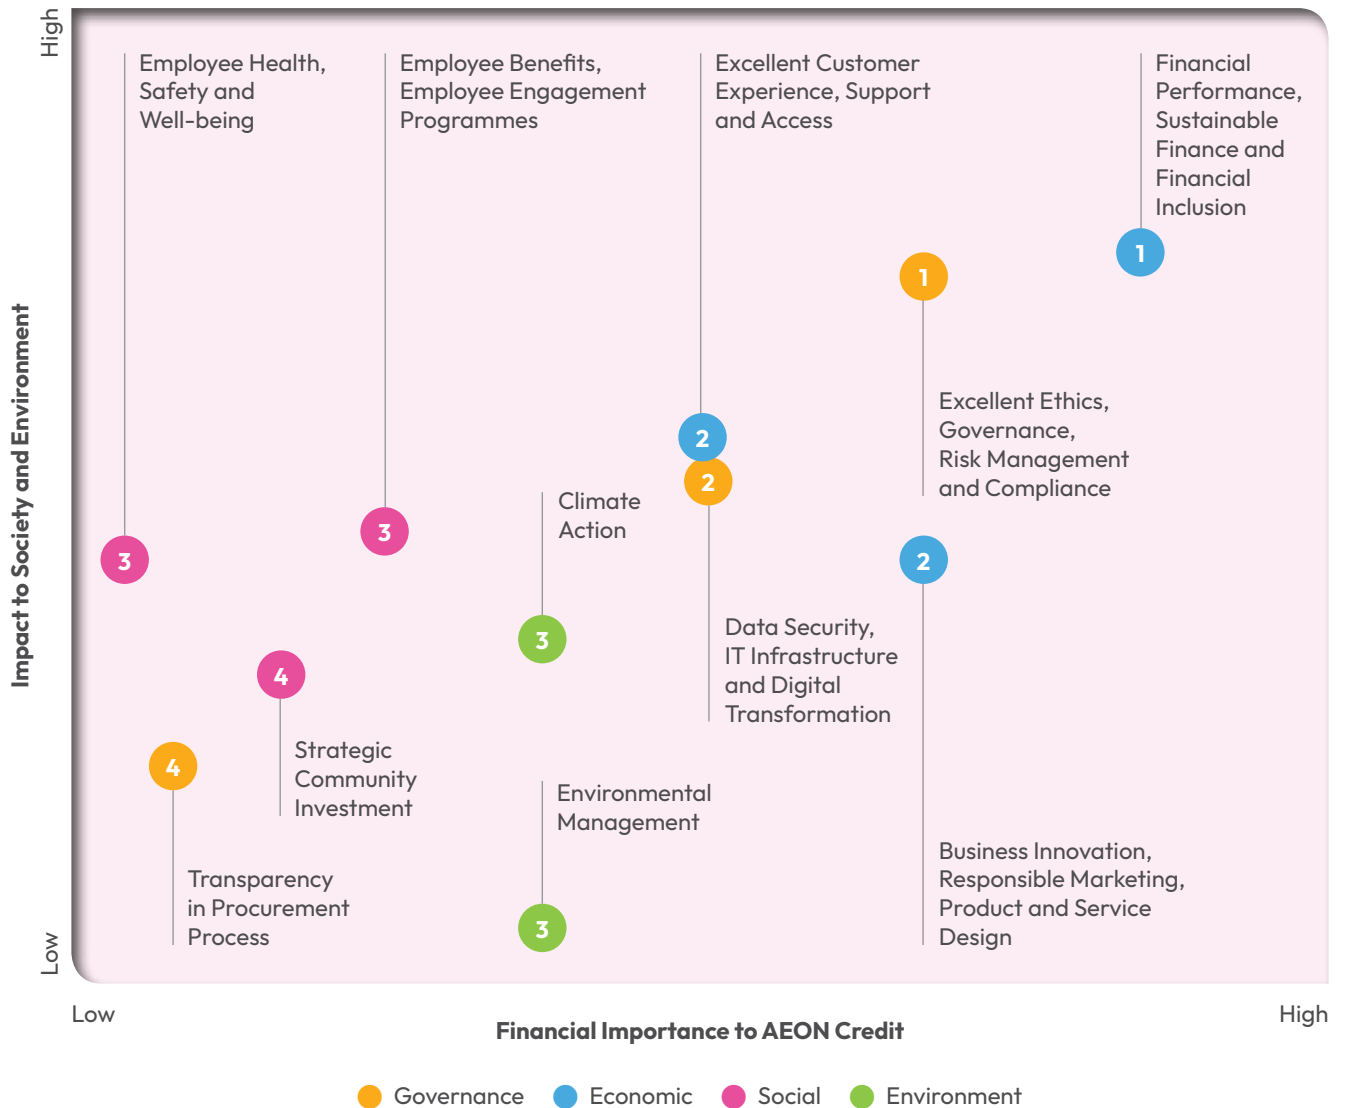 High
Employee Health,
Safety and
Well-being
Employee Benefits,
Employee Engagement
Programmes
Excellent Customer
Experience, Support
and Access
Financial
Performance,
Sustainable
Finance and
Financial
Inclusion
1
1
Excellent Ethics,
Governance,
Risk Management
and Compliance
2
2
Climate
Action
3
3
2
Data Security,
IT Infrastructure
and Digital
Transformation
3
4
Strategic
Community
Investment
4
Environmental
Management
Transparency
in Procurement
Process
Business Innovation,
Responsible Marketing,
Product and Service
Design
3
Impact to Society and Environment
Low
Low
High
Financial Importance to AEON Credit
Governance
Economic
Social
Environment